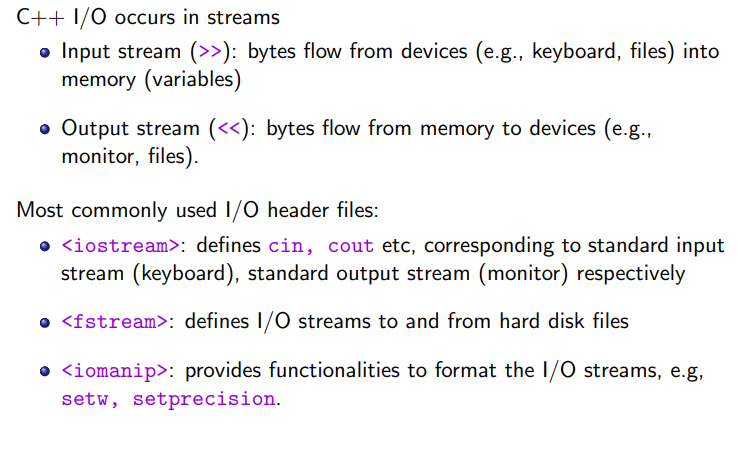 C++ I/O occurs in streams
Input stream (>>): bytes flow from devices (e.g., keyboard, files) into
memory (variables)
Output stream (<<): bytes flow from memory to devices (e.g.,
monitor, files).
Most commonly used I/O header files:
<iostream>: defines cin, cout etc, corresponding to standard input
stream (keyboard), standard output stream (monitor) respectively
<fstream>: defines I/O streams to and from hard disk files
<iomanip>: provides functionalities to format the I/O streams, e.g,
setw, setprecision.